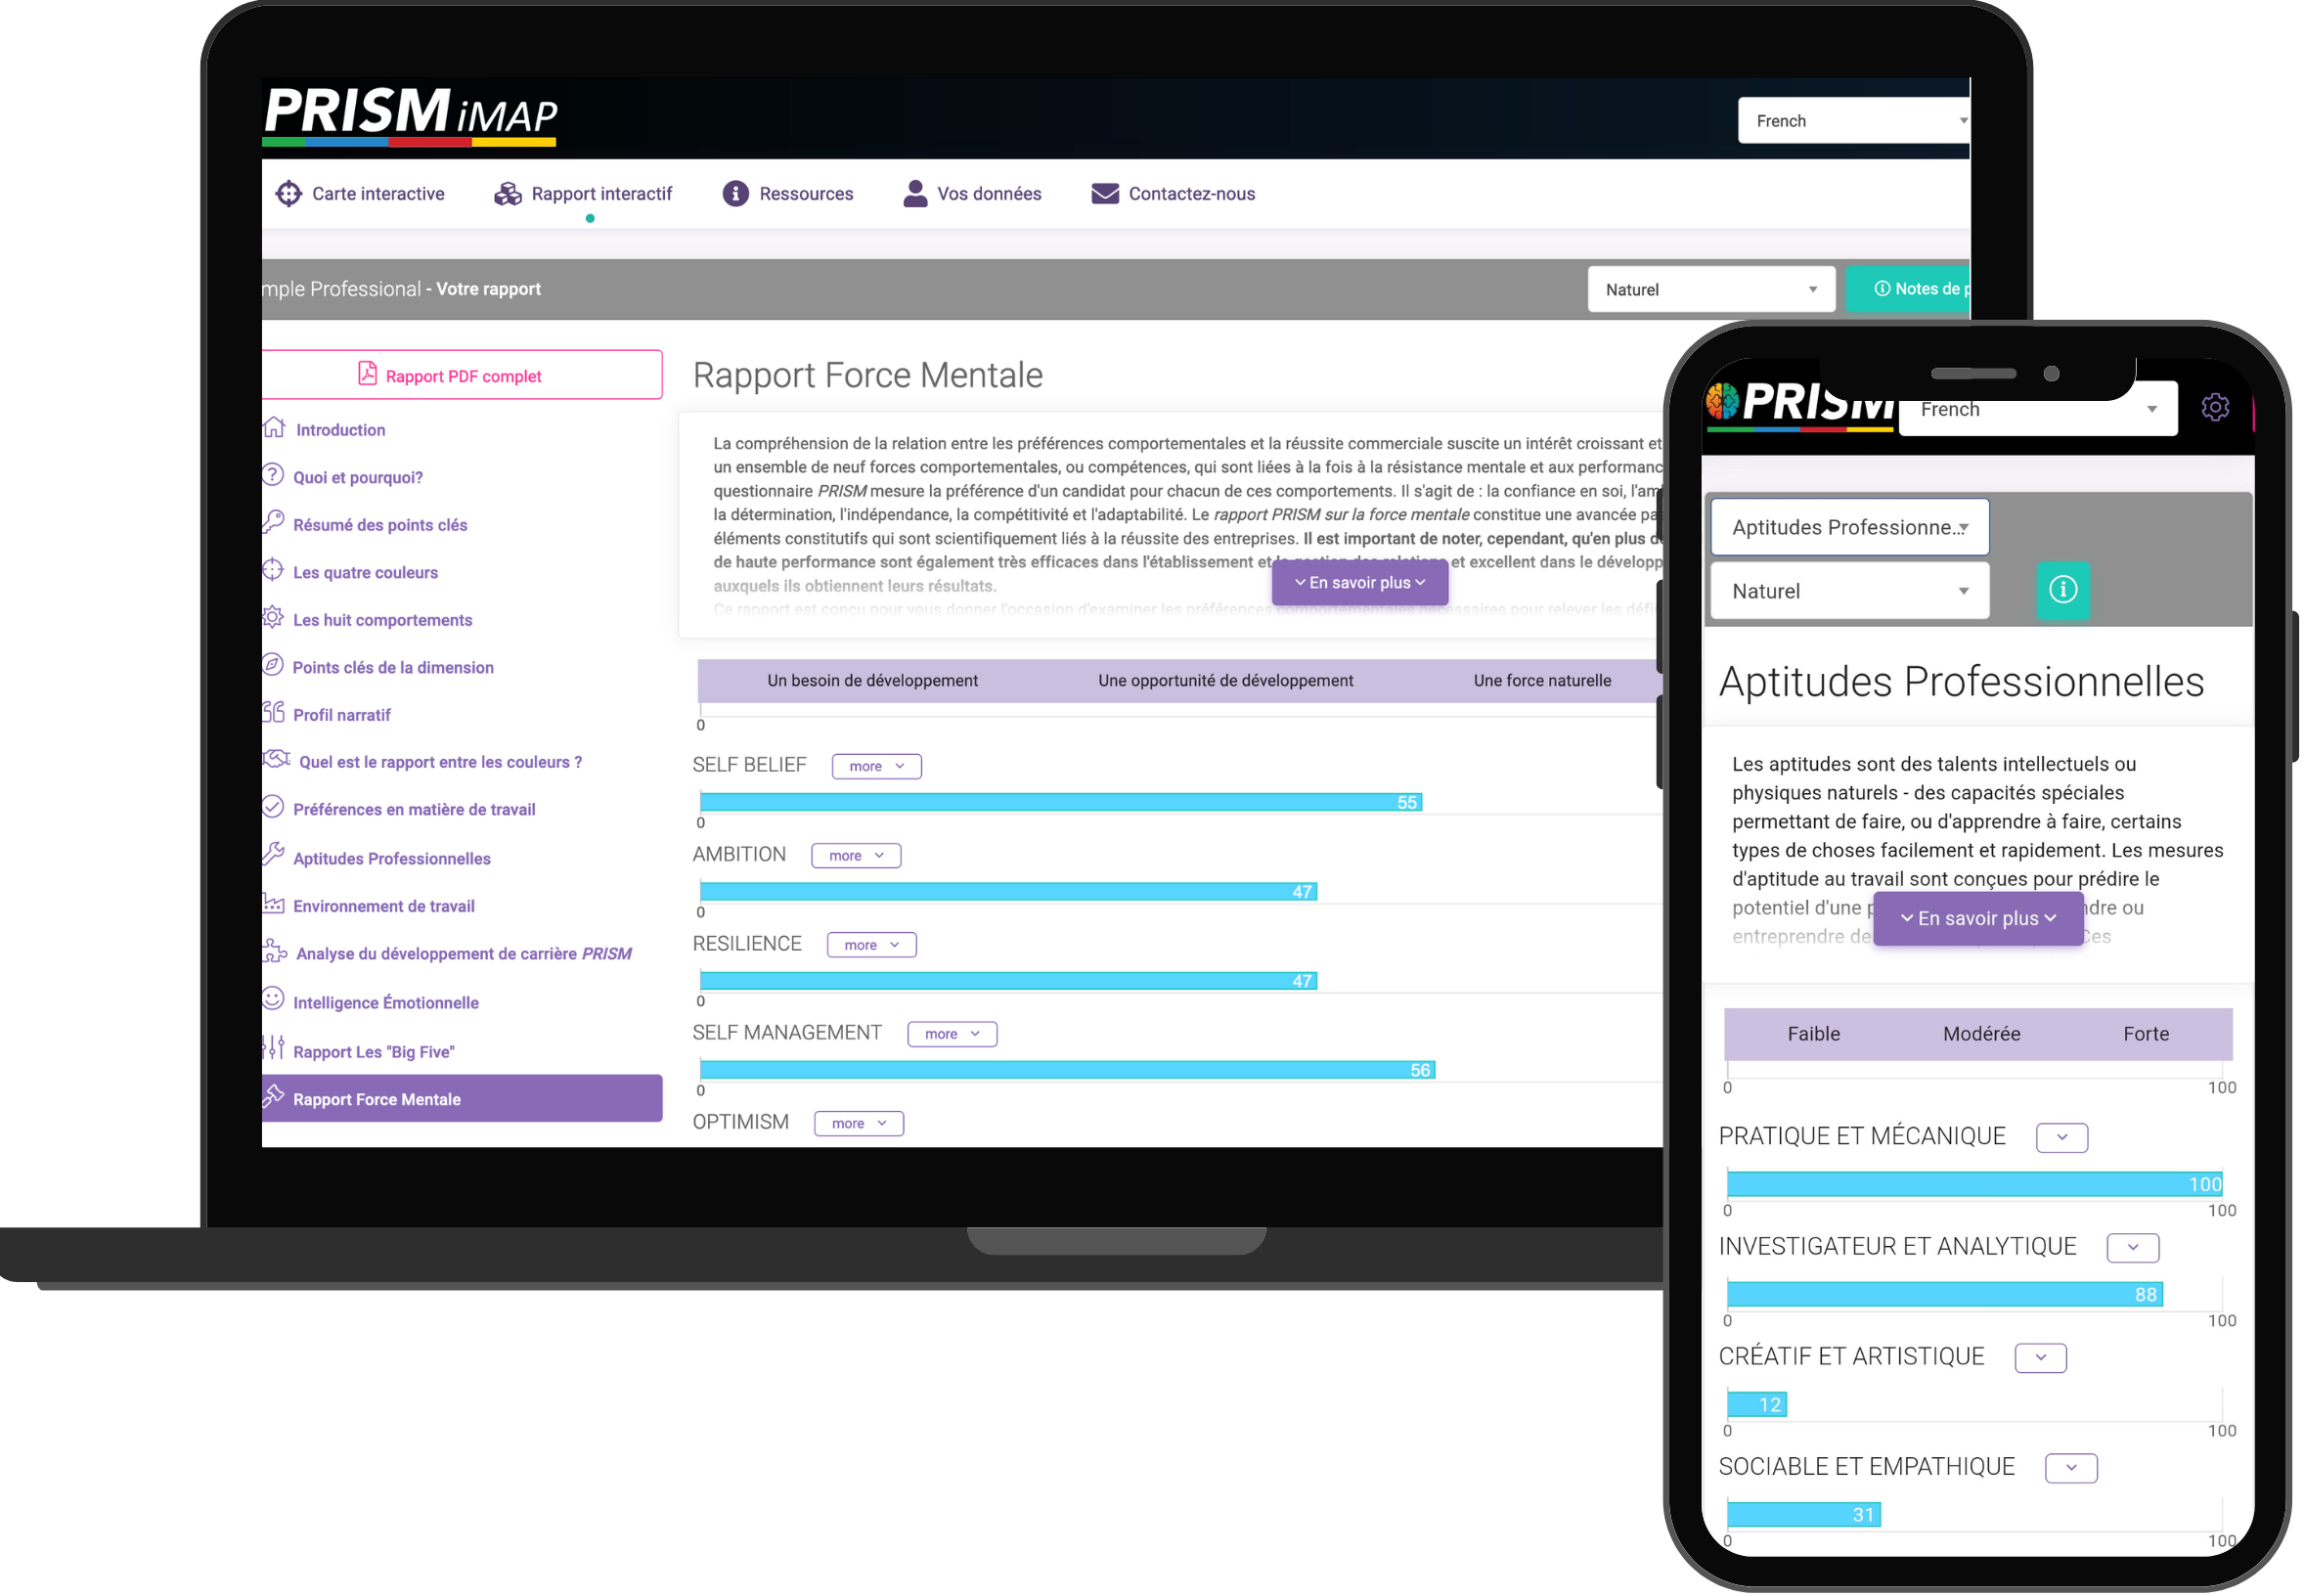 PRISM iMAP
French
Carte interactive
Rapport interactif
Ressources
Vos données
Contactez-nous
mple Professional - Votre rapport
Naturel
Notes de
Rapport PDF complet
Introduction
Quoi et pourquoi?
Résumé des points clés
Les quatre couleurs
Les huit comportements
Points clés de la dimension
Profil narratif
Quel est le rapport entre les couleurs ?
Préférences en matière de travail
Aptitudes Professionnelles
Environnement de travail
Analyse du développement de carrière PRISM
Intelligence Émotionnelle
Rapport Les "Big Five"
Rapport Force Mentale
Rapport Force Mentale
La compréhension de la relation entre les préférences comportementales et la réussite commerciale suscite un intérêt croissant et
un ensemble de neuf forces comportementales, ou compétences, qui sont liées à la fois à la résistance mentale et aux performanc
questionnaire PRISM mesure la préférence d'un candidat pour chacun de ces comportements. Il s'agit de : la confiance en soi, l'am
la détermination, l'indépendance, la compétitivité et l'adaptabilité. Le rapport PRISM sur la force mentale constitue une avancée pa
éléments constitutifs qui sont scientifiquement liés à la réussite des entreprises. Il est important de noter, cependant, qu'en plus d
de haute performance sont également très efficaces dans l'établissement et la gestion des relations et excellent dans le développ
auxquels ils obtiennent leurs résultats.
En savoir plus
Ce rapport est conçu pour vous donner l'occasion d'examiner les préférences comportementales nécessaires pour relever les défi
Un besoin de développement
Une opportunité de développement
Une force naturelle
0
SELF BELIEF more
55
0
AMBITION more
47
0
RESILIENCE more
47
0
SELF MANAGEMENT more
56
0
OPTIMISM more
PRISM
French
Aptitudes Professionne...
Naturel
Aptitudes Professionnelles
Les aptitudes sont des talents intellectuels ou
physiques naturels - des capacités spéciales
permettant de faire, ou d'apprendre à faire, certains
types de choses facilement et rapidement. Les mesures
d'aptitude au travail sont conçues pour prédire le
potentiel d'une p ndre ou
En savoir plus
entreprendre de Ces
Faible
Modérée
Forte
0 100
PRATIQUE ET MÉCANIQUE
100
0 100
INVESTIGATEUR ET ANALYTIQUE
88
0 100
CRÉATIF ET ARTISTIQUE
12
0 100
SOCIABLE ET EMPATHIQUE
31
0 100